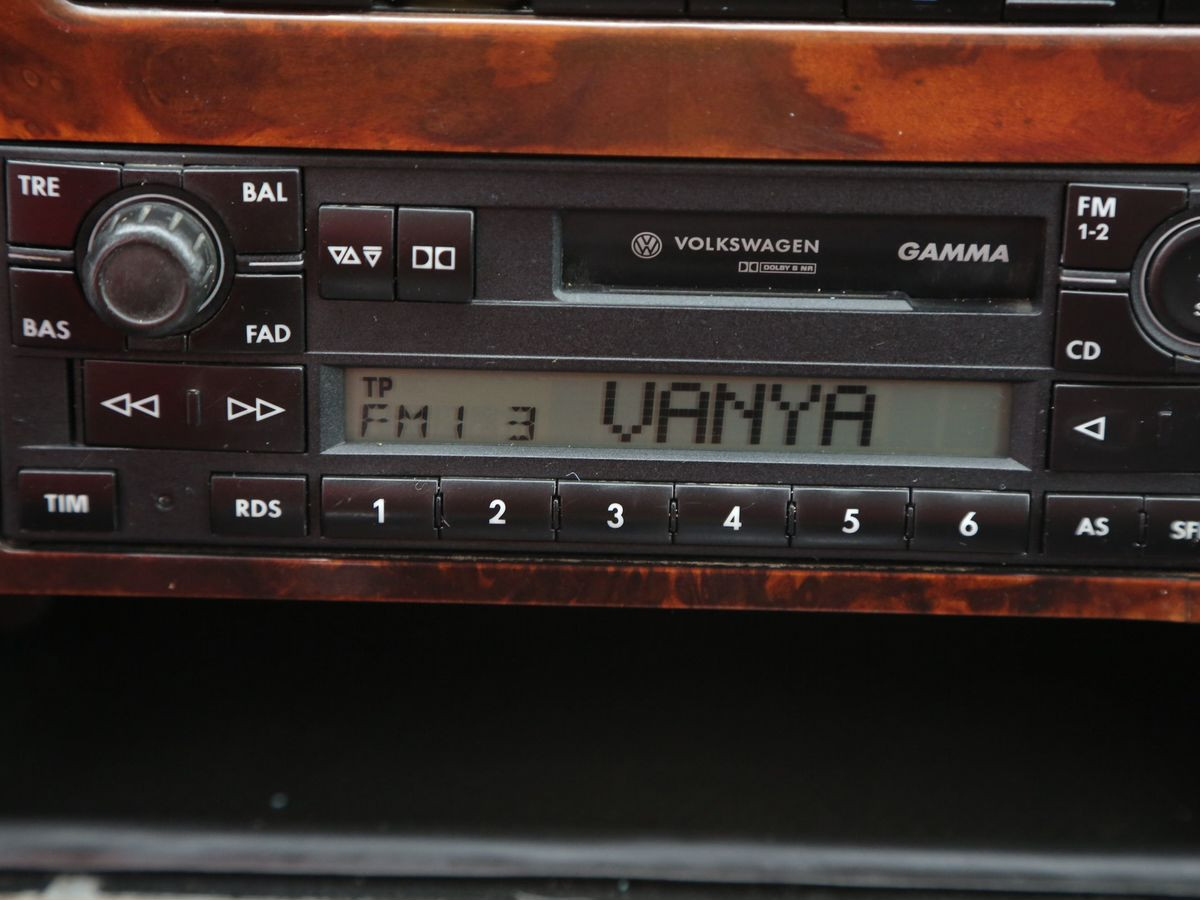 TRE
BAL
BAS
FAD
VOLKSWAGEN
DOLBY B NR
GAMMA
FM
1-2
CD
TP
FM1 3 VANYA
TIM
RDS
1 2 3 4 5 6
AS